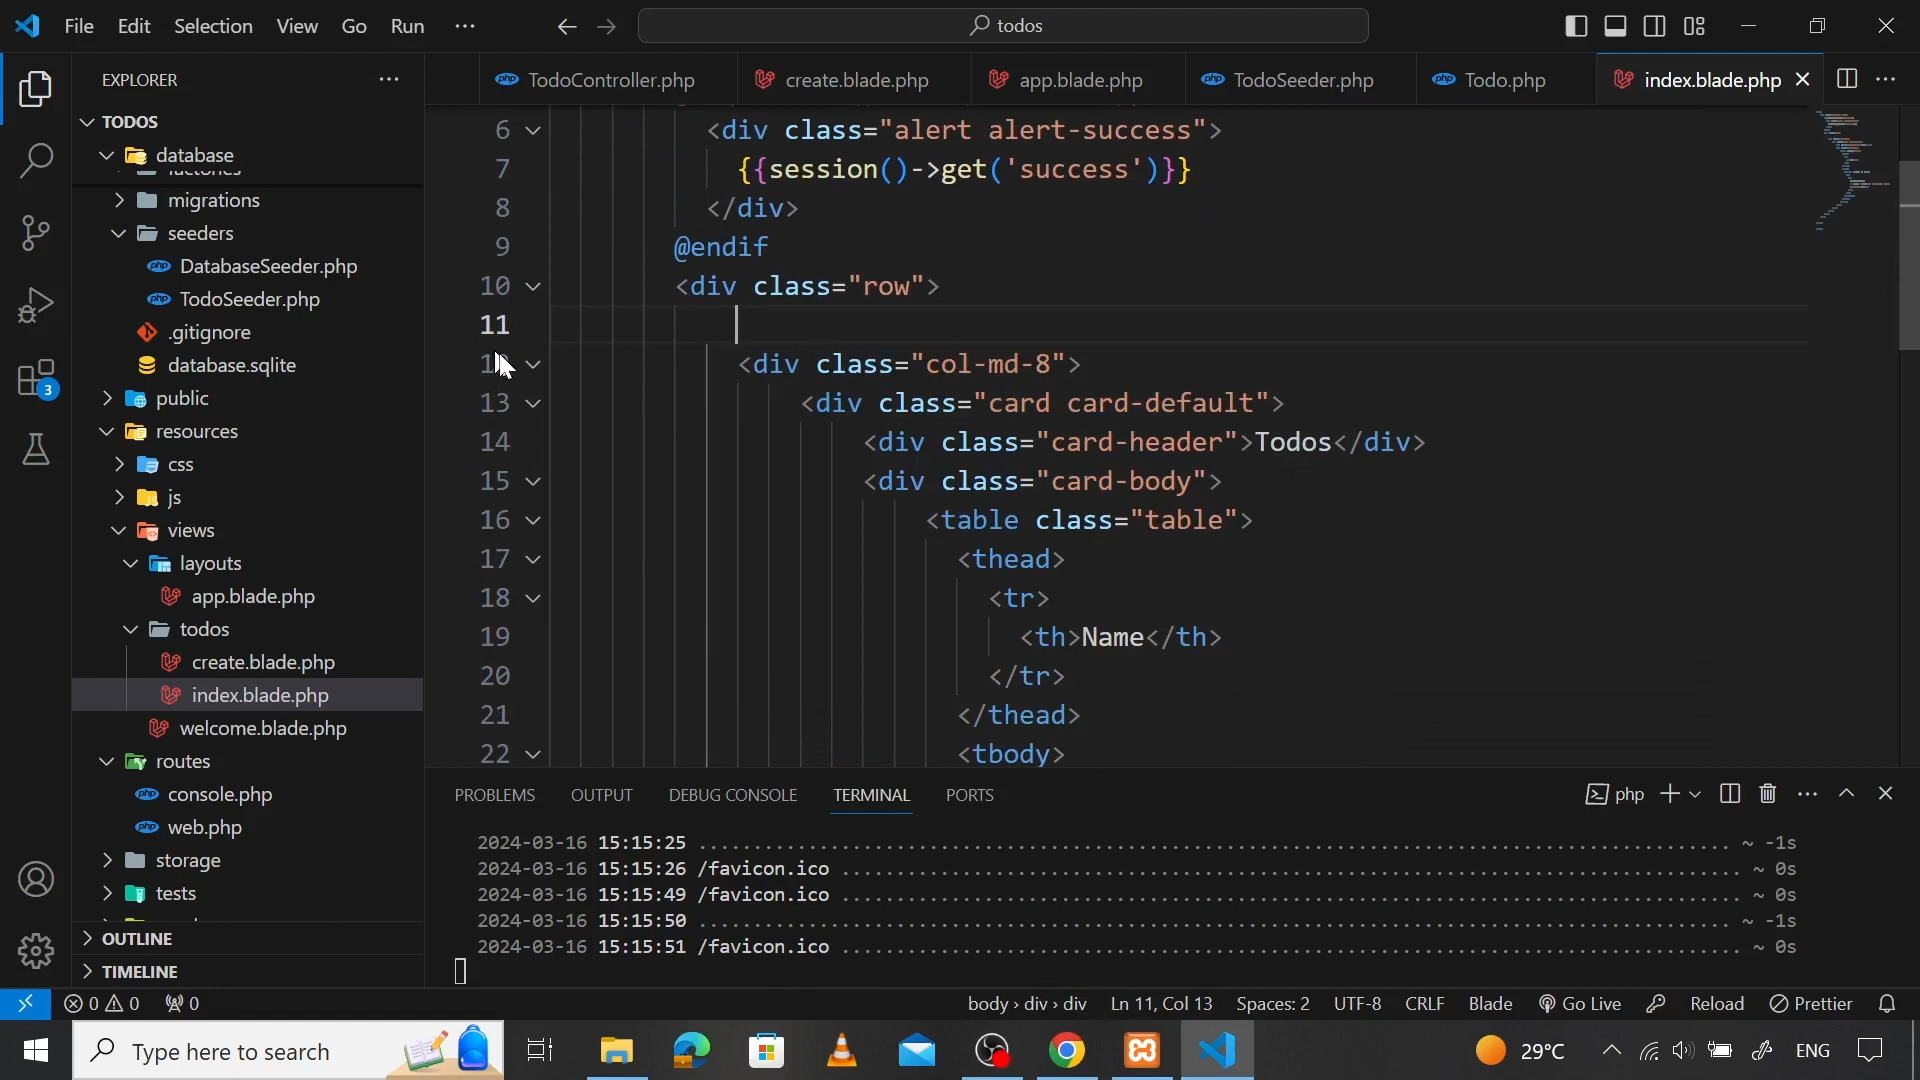 File Edit Selection View Go Run ··· todos
EXPLORER ···
TodoController.php create.blade.php app.blade.php TodoSeeder.php Todo.php index.blade.php ···
TODOS
database
factories
migrations
seeders
DatabaseSeeder.php
TodoSeeder.php
.gitignore
database.sqlite
public
resources
css
js
views
layouts
app.blade.php
todos
create.blade.php
index.blade.php
welcome.blade.php
routes
console.php
web.php
storage
tests
OUTLINE
TIMELINE
3
6 <div class="alert alert-success">
7 {{session()->get('success')}}
8 </div>
9 @endif
10 <div class="row">
11
12 <div class="col-md-8">
13 <div class="card card-default">
14 <div class="card-header">Todos</div>
15 <div class="card-body">
16 <table class="table">
17 <thead>
18 <tr>
19 <th>Name</th>
20 </tr>
21 </thead>
22 <tbody>
PROBLEMS OUTPUT DEBUG CONSOLE TERMINAL PORTS php ···
2024-03-16 15:15:25 ........................................ ~ -1s
2024-03-16 15:15:26 /favicon.ico ........................................ ~ 0s
2024-03-16 15:15:49 /favicon.ico ........................................ ~ 0s
2024-03-16 15:15:50 ........................................ ~ -1s
2024-03-16 15:15:51 /favicon.ico ........................................ ~ 0s
0 0 0 body › div › div Ln 11, Col 13 Spaces: 2 UTF-8 CRLF Blade Go Live Reload Prettier
Type here to search 29°C ENG